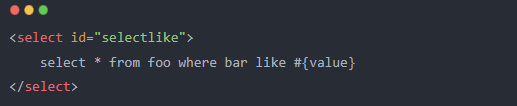 <select id="selectlike">
    select * from foo where bar like #{value}
</select>